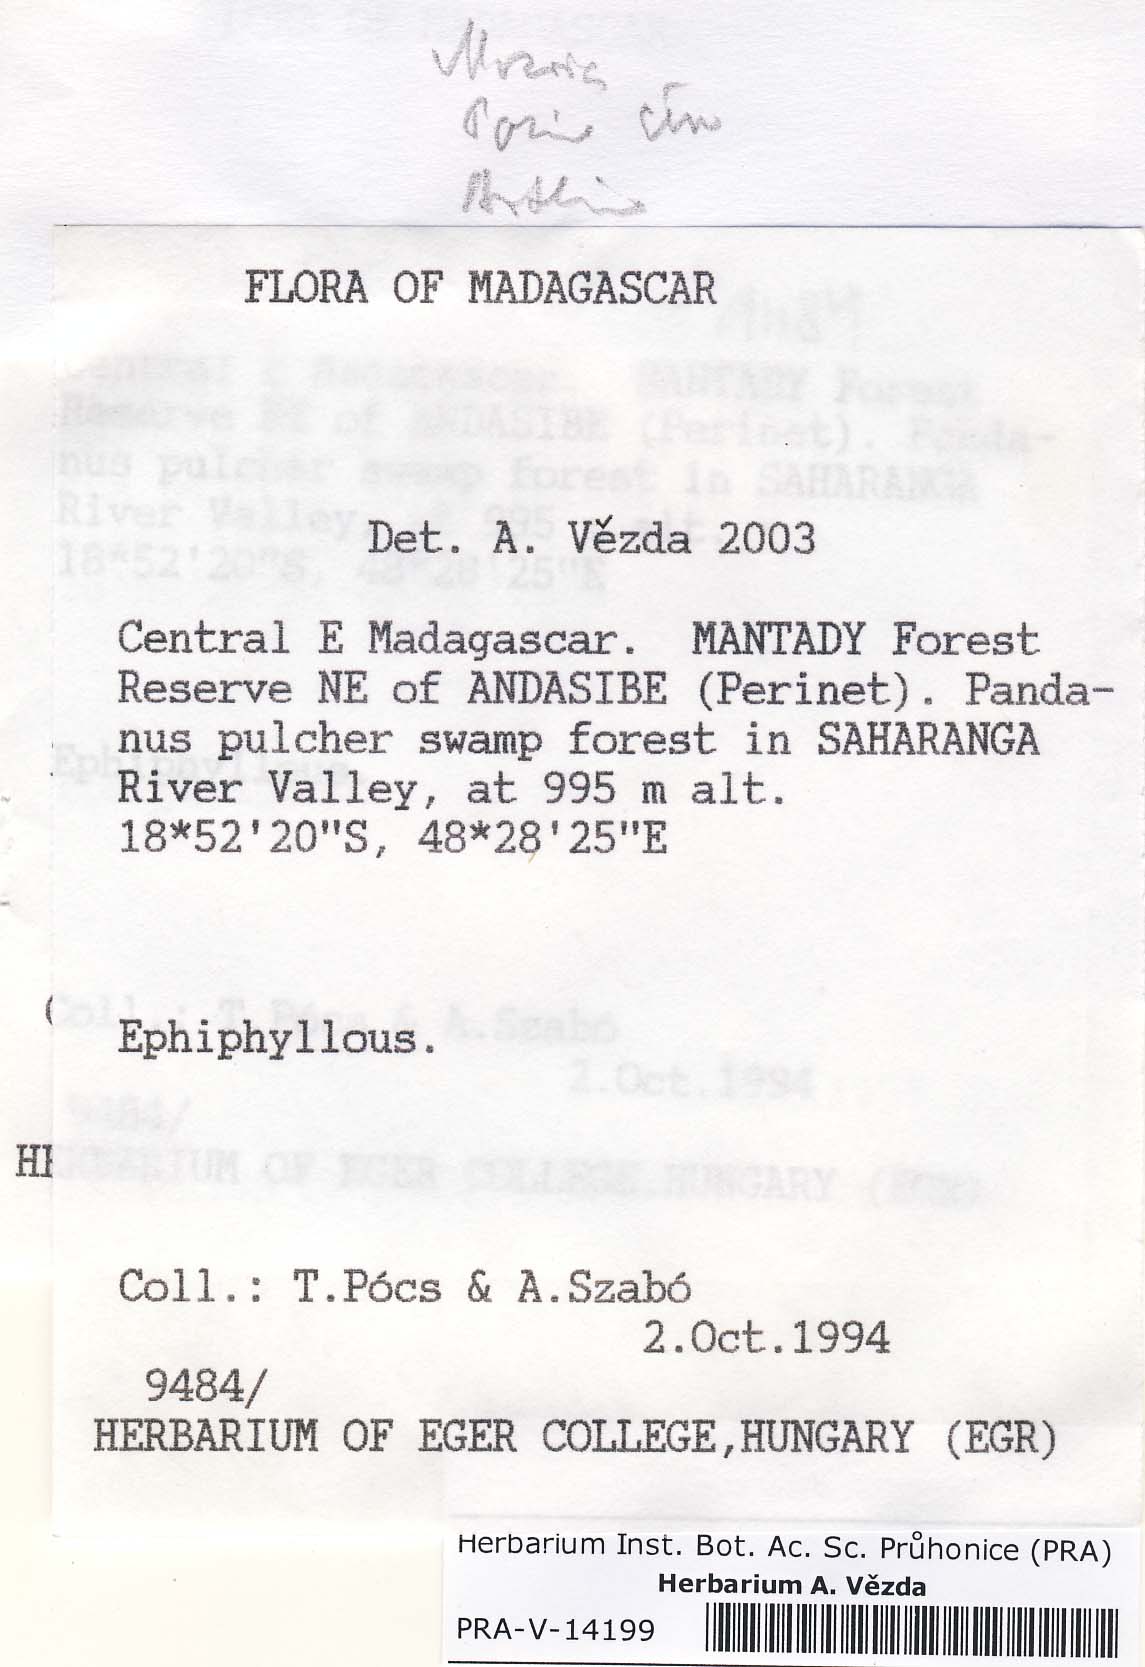 FLORA OF MADAGASCAR
Det. A. Vězda 2003
Central E Madagascar. MANTADY Forest
Reserve NE of ANDASIBE (Perinet). Panda-
nus pulcher swamp forest in SAHARANGA
River Valley, at 995 m alt.
18*52'20"S, 48*28'25"E
Ephiphyllous.
Coll.: T.Pócs & A.Szabó
2.Oct.1994
9484/
HERBARIUM OF EGER COLLEGE,HUNGARY (EGR)
Herbarium Inst. Bot. Ac. Sc. Průhonice (PRA)
Herbarium A. Vězda
PRA-V-14199